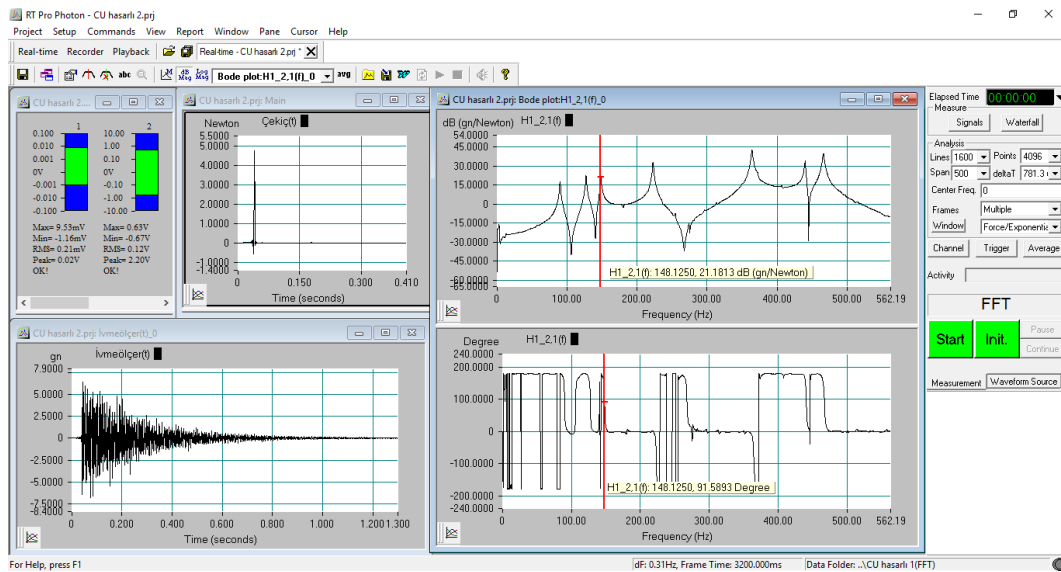 RT Pro Photon - CU hasarlı 2.prj
Project Setup Commands View Report Window Pane Cursor Help
Real-time Recorder Playback Real-time - CU hasarlı 2.prj * X
abc dB Mag Log Mag Bode plot:H1_2,1(f)_0 avg
CU hasarlı 2....
1 2
0.100 10.00
0.010 1.00
0.001 0.10
0V 0V
-0.001 -0.10
-0.010 -1.00
-0.100 -10.00
Max= 9.53mV Max= 0.63V
Min= -1.16mV Min= -0.67V
RMS= 0.21mV RMS= 0.12V
Peak= 0.02V Peak= 2.20V
OK! OK!
CU hasarlı 2.prj: Main
Newton Çekiç(t)
5.5000
5.0000
4.0000
3.0000
2.0000
1.0000
0
-1.0000
-1.4000
0 0.150 0.300 0.410
Time (seconds)
CU hasarlı 2.prj: İvmeölçer(t)_0
gn İvmeölçer(t)
7.9000
5.0000
2.5000
0
-2.5000
-5.0000
-7.5000
-8.4000
0 0.200 0.400 0.600 0.800 1.000 1.200 1.300
Time (seconds)
CU hasarlı 2.prj: Bode plot:H1_2,1(f)_0
dB (gn/Newton) H1_2,1(f)
54.0000
45.0000
30.0000
15.0000
0
-15.0000
-30.0000
-45.0000
-60.0000
-65.0000
H1_2,1(f): 148.1250, 21.1813 dB (gn/Newton)
0 100.00 200.00 300.00 400.00 500.00 562.19
Frequency (Hz)
Degree H1_2,1(f)
240.0000
200.0000
100.0000
0
-100.0000
-200.0000
-240.0000
H1_2,1(f): 148.1250, 91.5893 Degree
0 100.00 200.00 300.00 400.00 500.00 562.19
Frequency (Hz)
Elapsed Time 00:00:00
Measure
Signals Waterfall
Analysis
Lines 1600 Points 4096
Span 500 deltaT 781.3
Center Freq. 0
Frames Multiple
Window Force/Exponentia
Channel Trigger Average
Activity
FFT
Start Init. Pause
Continue
Measurement Waveform Source
For Help, press F1
dF: 0.31Hz, Frame Time: 3200.000ms Data Folder: ..\CU hasarlı 1(FFT)